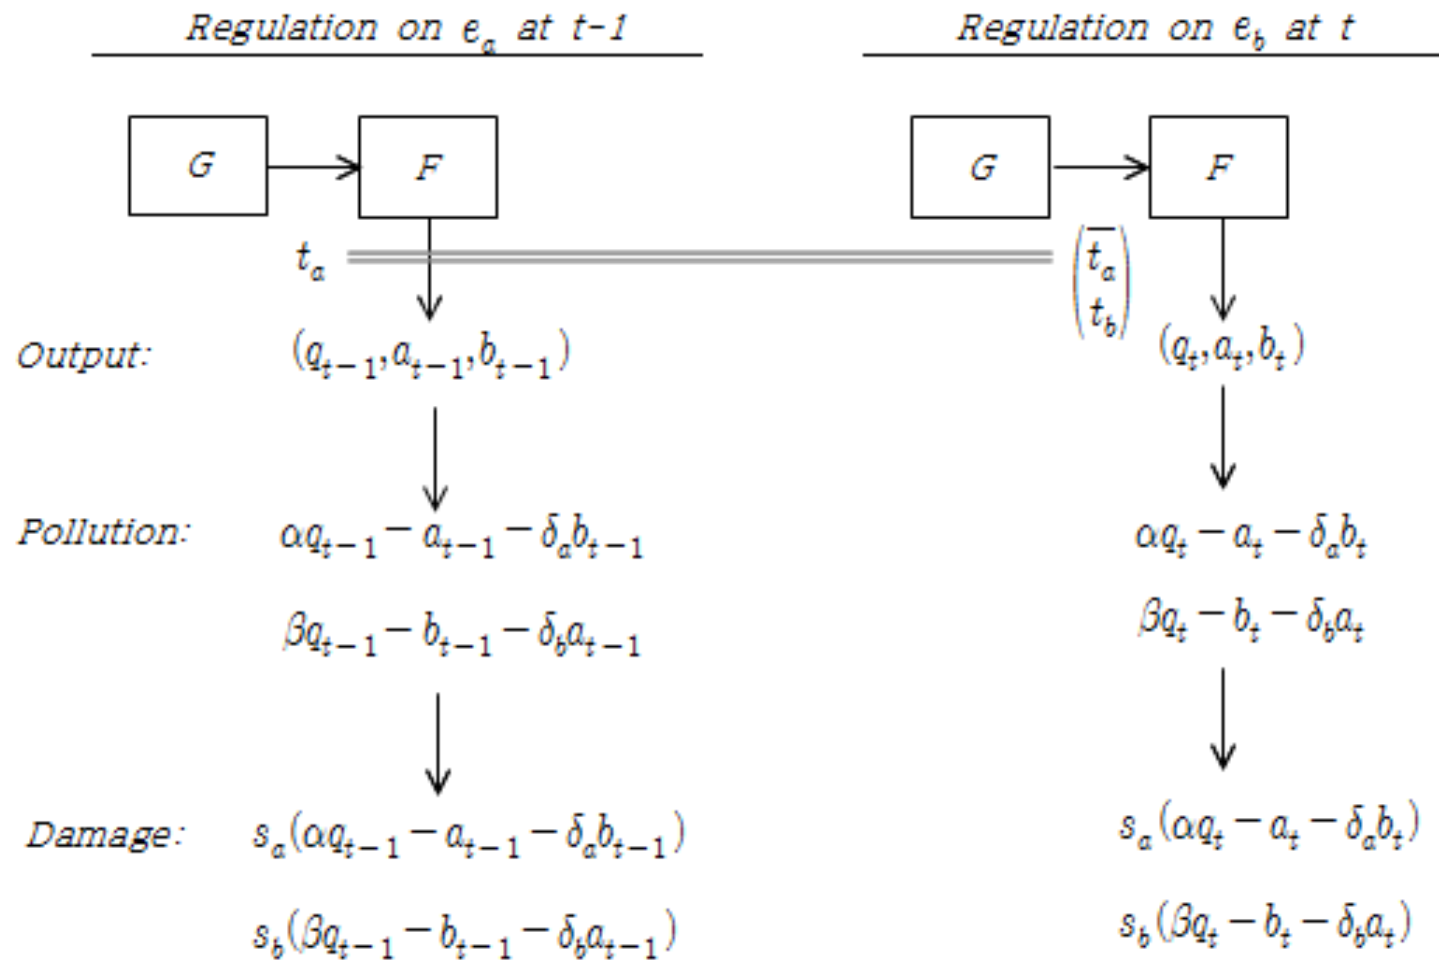 Regulation on e_a at t-1 Regulation on e_b at t
G F G F
t_a (t̅_a t_b)
Output: (q_{t-1}, a_{t-1}, b_{t-1}) (q_t, a_t, b_t)
Pollution: αq_{t-1} - a_{t-1} - δ_a b_{t-1} αq_t - a_t - δ_a b_t
βq_{t-1} - b_{t-1} - δ_b a_{t-1} βq_t - b_t - δ_b a_t
Damage: s_a(αq_{t-1} - a_{t-1} - δ_a b_{t-1}) s_a(αq_t - a_t - δ_a b_t)
s_b(βq_{t-1} - b_{t-1} - δ_b a_{t-1}) s_b(βq_t - b_t - δ_b a_t)